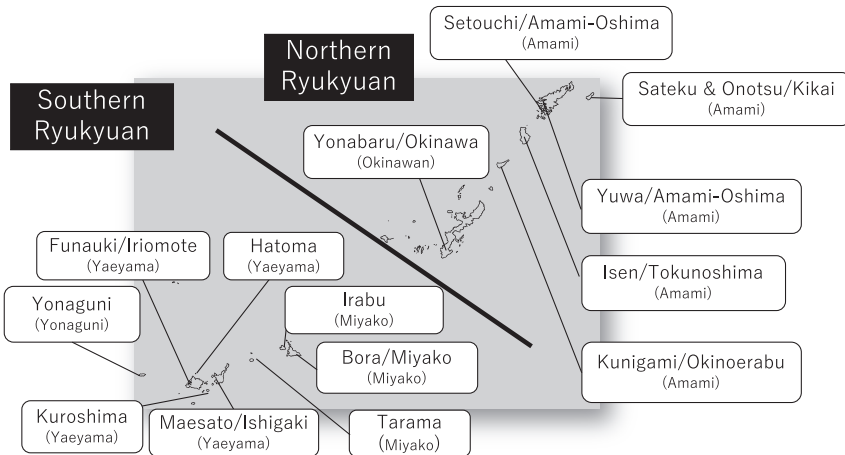 Northern
Ryukyuan
Southern
Ryukyuan
Setouchi/Amami-Oshima
(Amami)
Sateku & Onotsu/Kikai
(Amami)
Yonabaru/Okinawa
(Okinawan)
Yuwa/Amami-Oshima
(Amami)
Funauki/Iriomote
(Yaeyama)
Hatoma
(Yaeyama)
Isen/Tokunoshima
(Amami)
Yonaguni
(Yonaguni)
Irabu
(Miyako)
Bora/Miyako
(Miyako)
Kunigami/Okinoerabu
(Amami)
Kuroshima
(Yaeyama)
Maesato/Ishigaki
(Yaeyama)
Tarama
(Miyako)